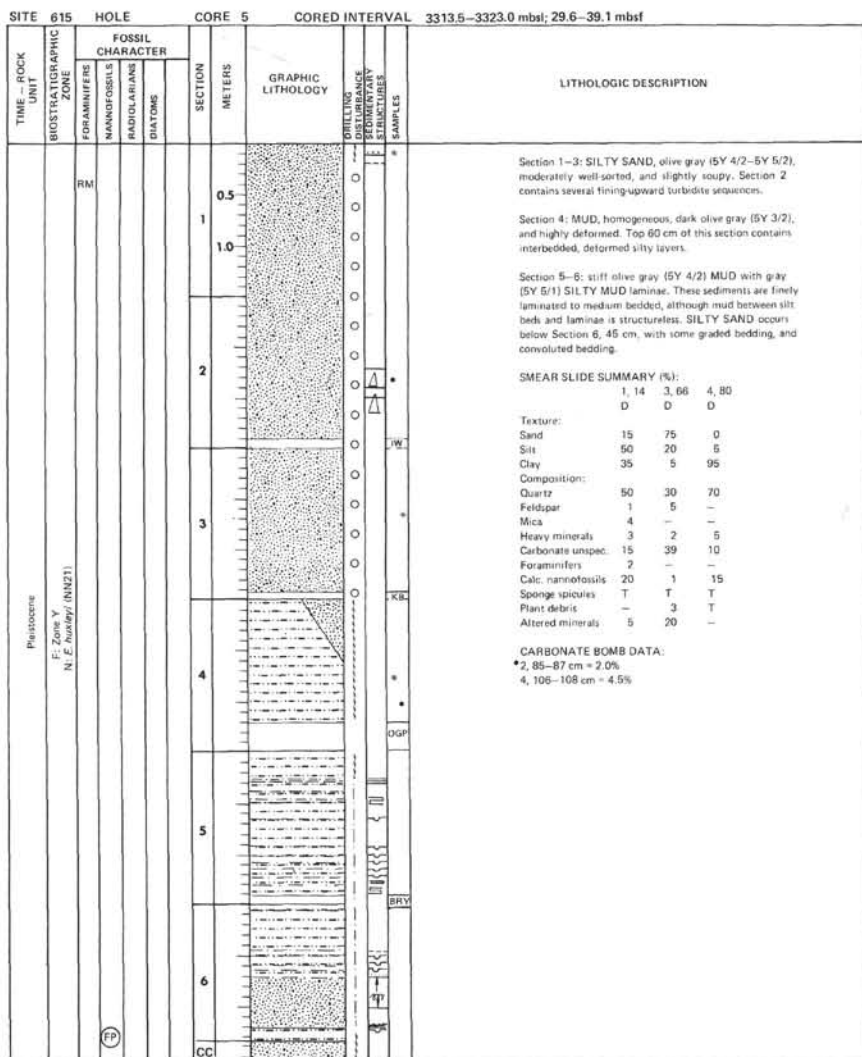 SITE 615 HOLE CORE 5 CORED INTERVAL 3313.5–3323.0 mbsl; 29.6–39.1 mbsf
TIME – ROCK UNIT
BIOSTRATIGRAPHIC ZONE
FOSSIL CHARACTER
FORAMINIFERS
NANNOFOSSILS
RADIOLARIANS
DIATOMS
SECTION
METERS
GRAPHIC LITHOLOGY
DRILLING DISTURBANCE
SEDIMENTARY STRUCTURES
SAMPLES
LITHOLOGIC DESCRIPTION
Pleistocene
F: Zone Y
N: E. huxleyi (NN21)
RM
FP
1
0.5
1.0
2
3
4
5
6
CC
*
IW
*
KB
*
OGP
BRY
Section 1–3: SILTY SAND, olive gray (5Y 4/2–5Y 5/2),
moderately well-sorted, and slightly soupy. Section 2
contains several fining-upward turbidite sequences.
Section 4: MUD, homogeneous, dark olive gray (5Y 3/2),
and highly deformed. Top 60 cm of this section contains
interbedded, deformed silty layers.
Section 5–6: stiff olive gray (5Y 4/2) MUD with gray
(5Y 5/1) SILTY MUD laminae. These sediments are finely
laminated to medium bedded, although mud between silt
beds and laminae is structureless. SILTY SAND occurs
below Section 6, 45 cm, with some graded bedding, and
convoluted bedding.
SMEAR SLIDE SUMMARY (%):
1, 14 3, 66 4, 80
D D D
Texture:
Sand 15 75 0
Silt 50 20 5
Clay 35 5 95
Composition:
Quartz 50 30 70
Feldspar 1 5 –
Mica 4 – –
Heavy minerals 3 2 5
Carbonate unspec. 15 39 10
Foraminifers 2 – –
Calc. nannofossils 20 1 15
Sponge spicules T T T
Plant debris – 3 T
Altered minerals 5 20 –
CARBONATE BOMB DATA:
•2, 85–87 cm = 2.0%
4, 106–108 cm = 4.5%